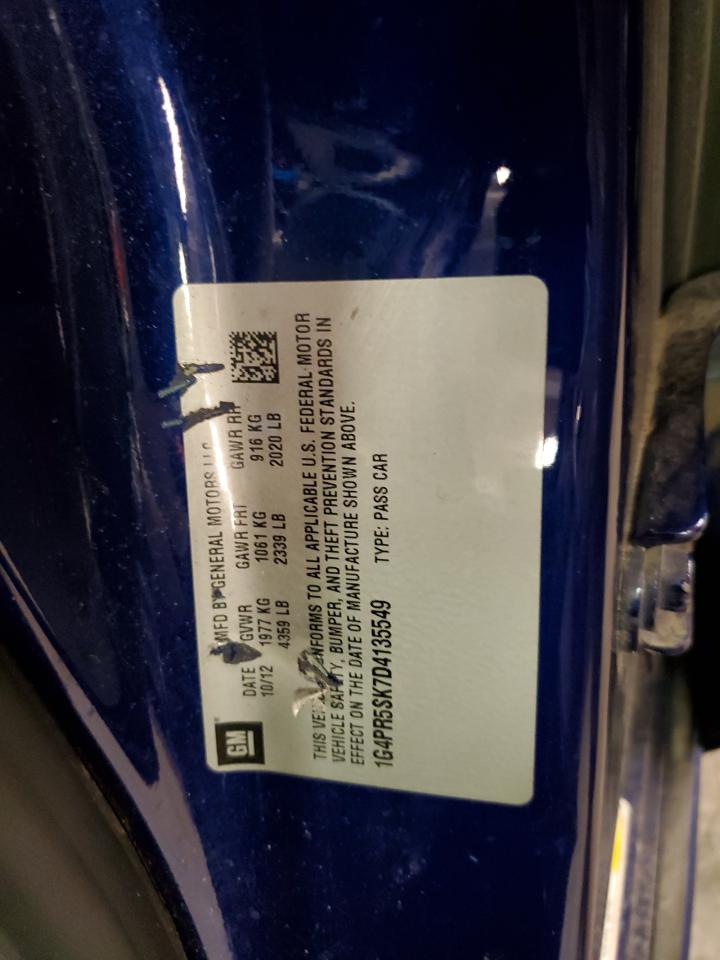 GM
MFD BY GENERAL MOTORS LLC
DATE GVWR GAWR FRT GAWR RR
10/12 1977 KG 1061 KG 916 KG
4359 LB 2339 LB 2020 LB
THIS CONFORMS TO ALL APPLICABLE U.S. FEDERAL MOTOR
VEHICLE SAFETY, BUMPER, AND THEFT PREVENTION STANDARDS IN
EFFECT ON THE DATE OF MANUFACTURE SHOWN ABOVE.
1G4PR5SK7D4135549 TYPE: PASS CAR